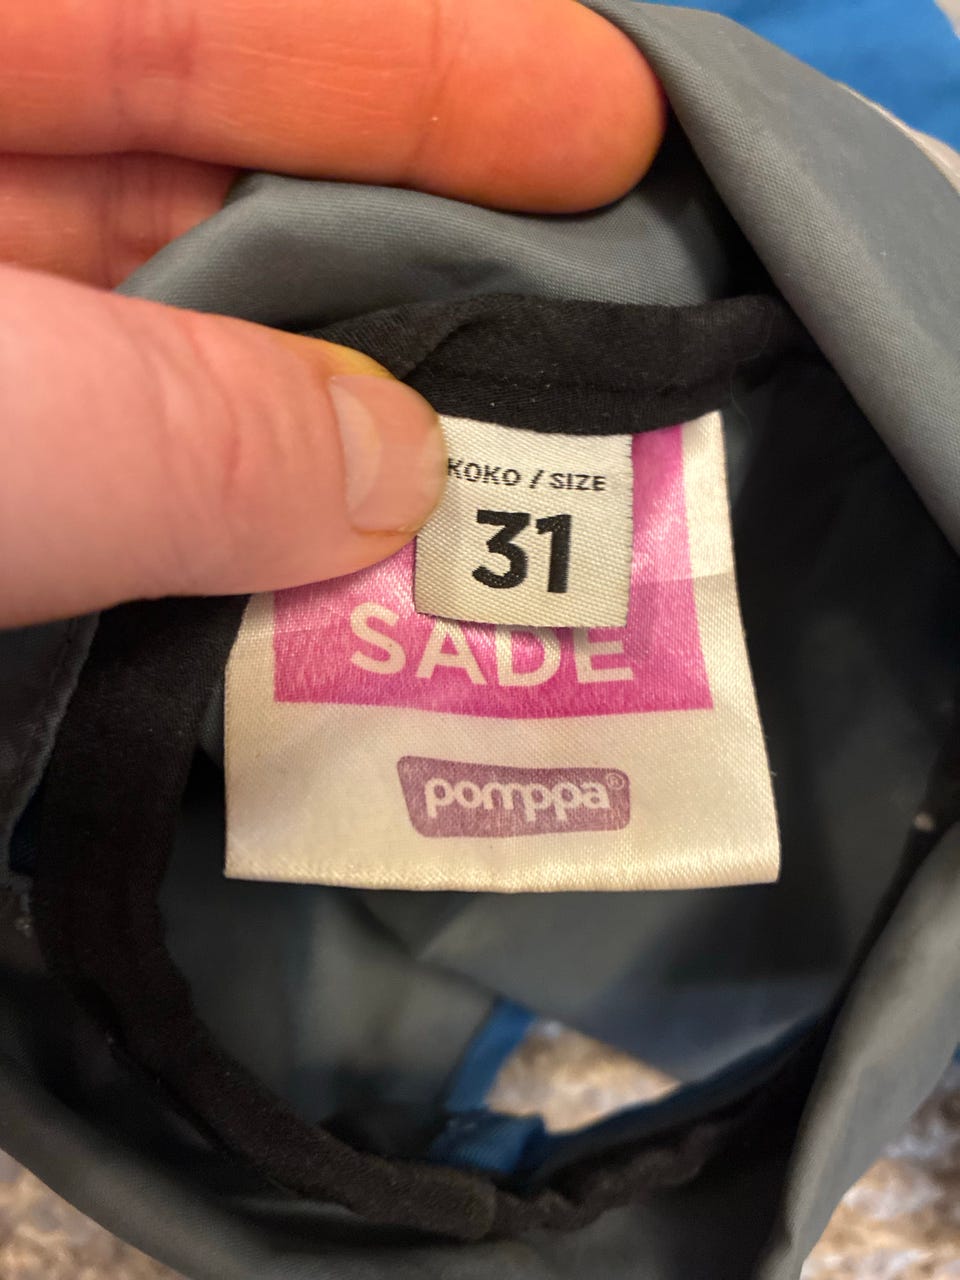 KOKO / SIZE
31
SADE
pomppa®